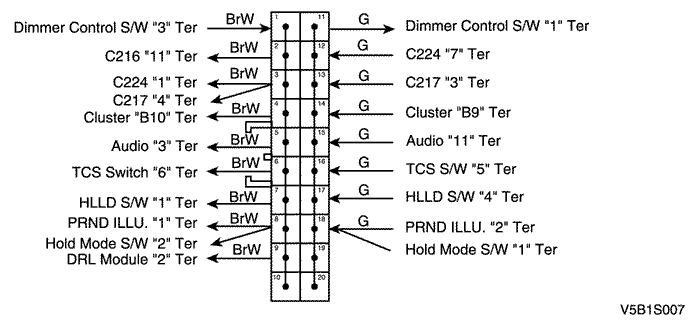 Dimmer Control S/W "3" Ter BrW 1 11 G Dimmer Control S/W "1" Ter
C216 "11" Ter BrW 2 12 G C224 "7" Ter
C224 "1" Ter BrW 3 13 G C217 "3" Ter
C217 "4" Ter
Cluster "B10" Ter BrW 4 14 G Cluster "B9" Ter
Audio "3" Ter BrW 5 15 G Audio "11" Ter
TCS Switch "6" Ter BrW 6 16 G TCS S/W "5" Ter
HLLD S/W "1" Ter BrW 7 17 G HLLD S/W "4" Ter
PRND ILLU. "1" Ter BrW 8 18 G PRND ILLU. "2" Ter
Hold Mode S/W "2" Ter Hold Mode S/W "1" Ter
DRL Module "2" Ter BrW 9 19
10 20
V5B1S007